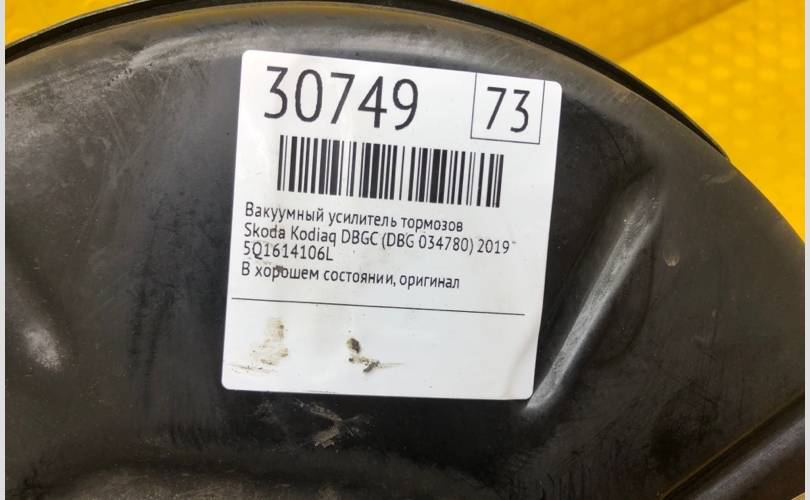 30749
73
Вакуумный усилитель тормозов
Skoda Kodiaq DBGC (DBG 034780) 2019
5Q1614106L
В хорошем состоянии, оригинал